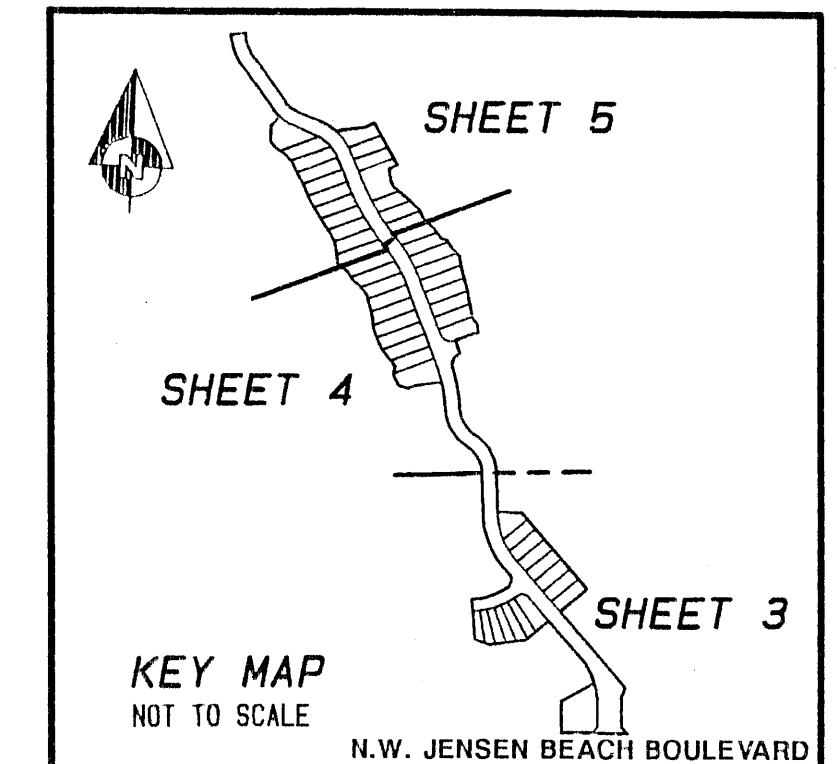 SHEET 5
N
SHEET 4
SHEET 3
KEY MAP
NOT TO SCALE
N.W. JENSEN BEACH BOULEVARD